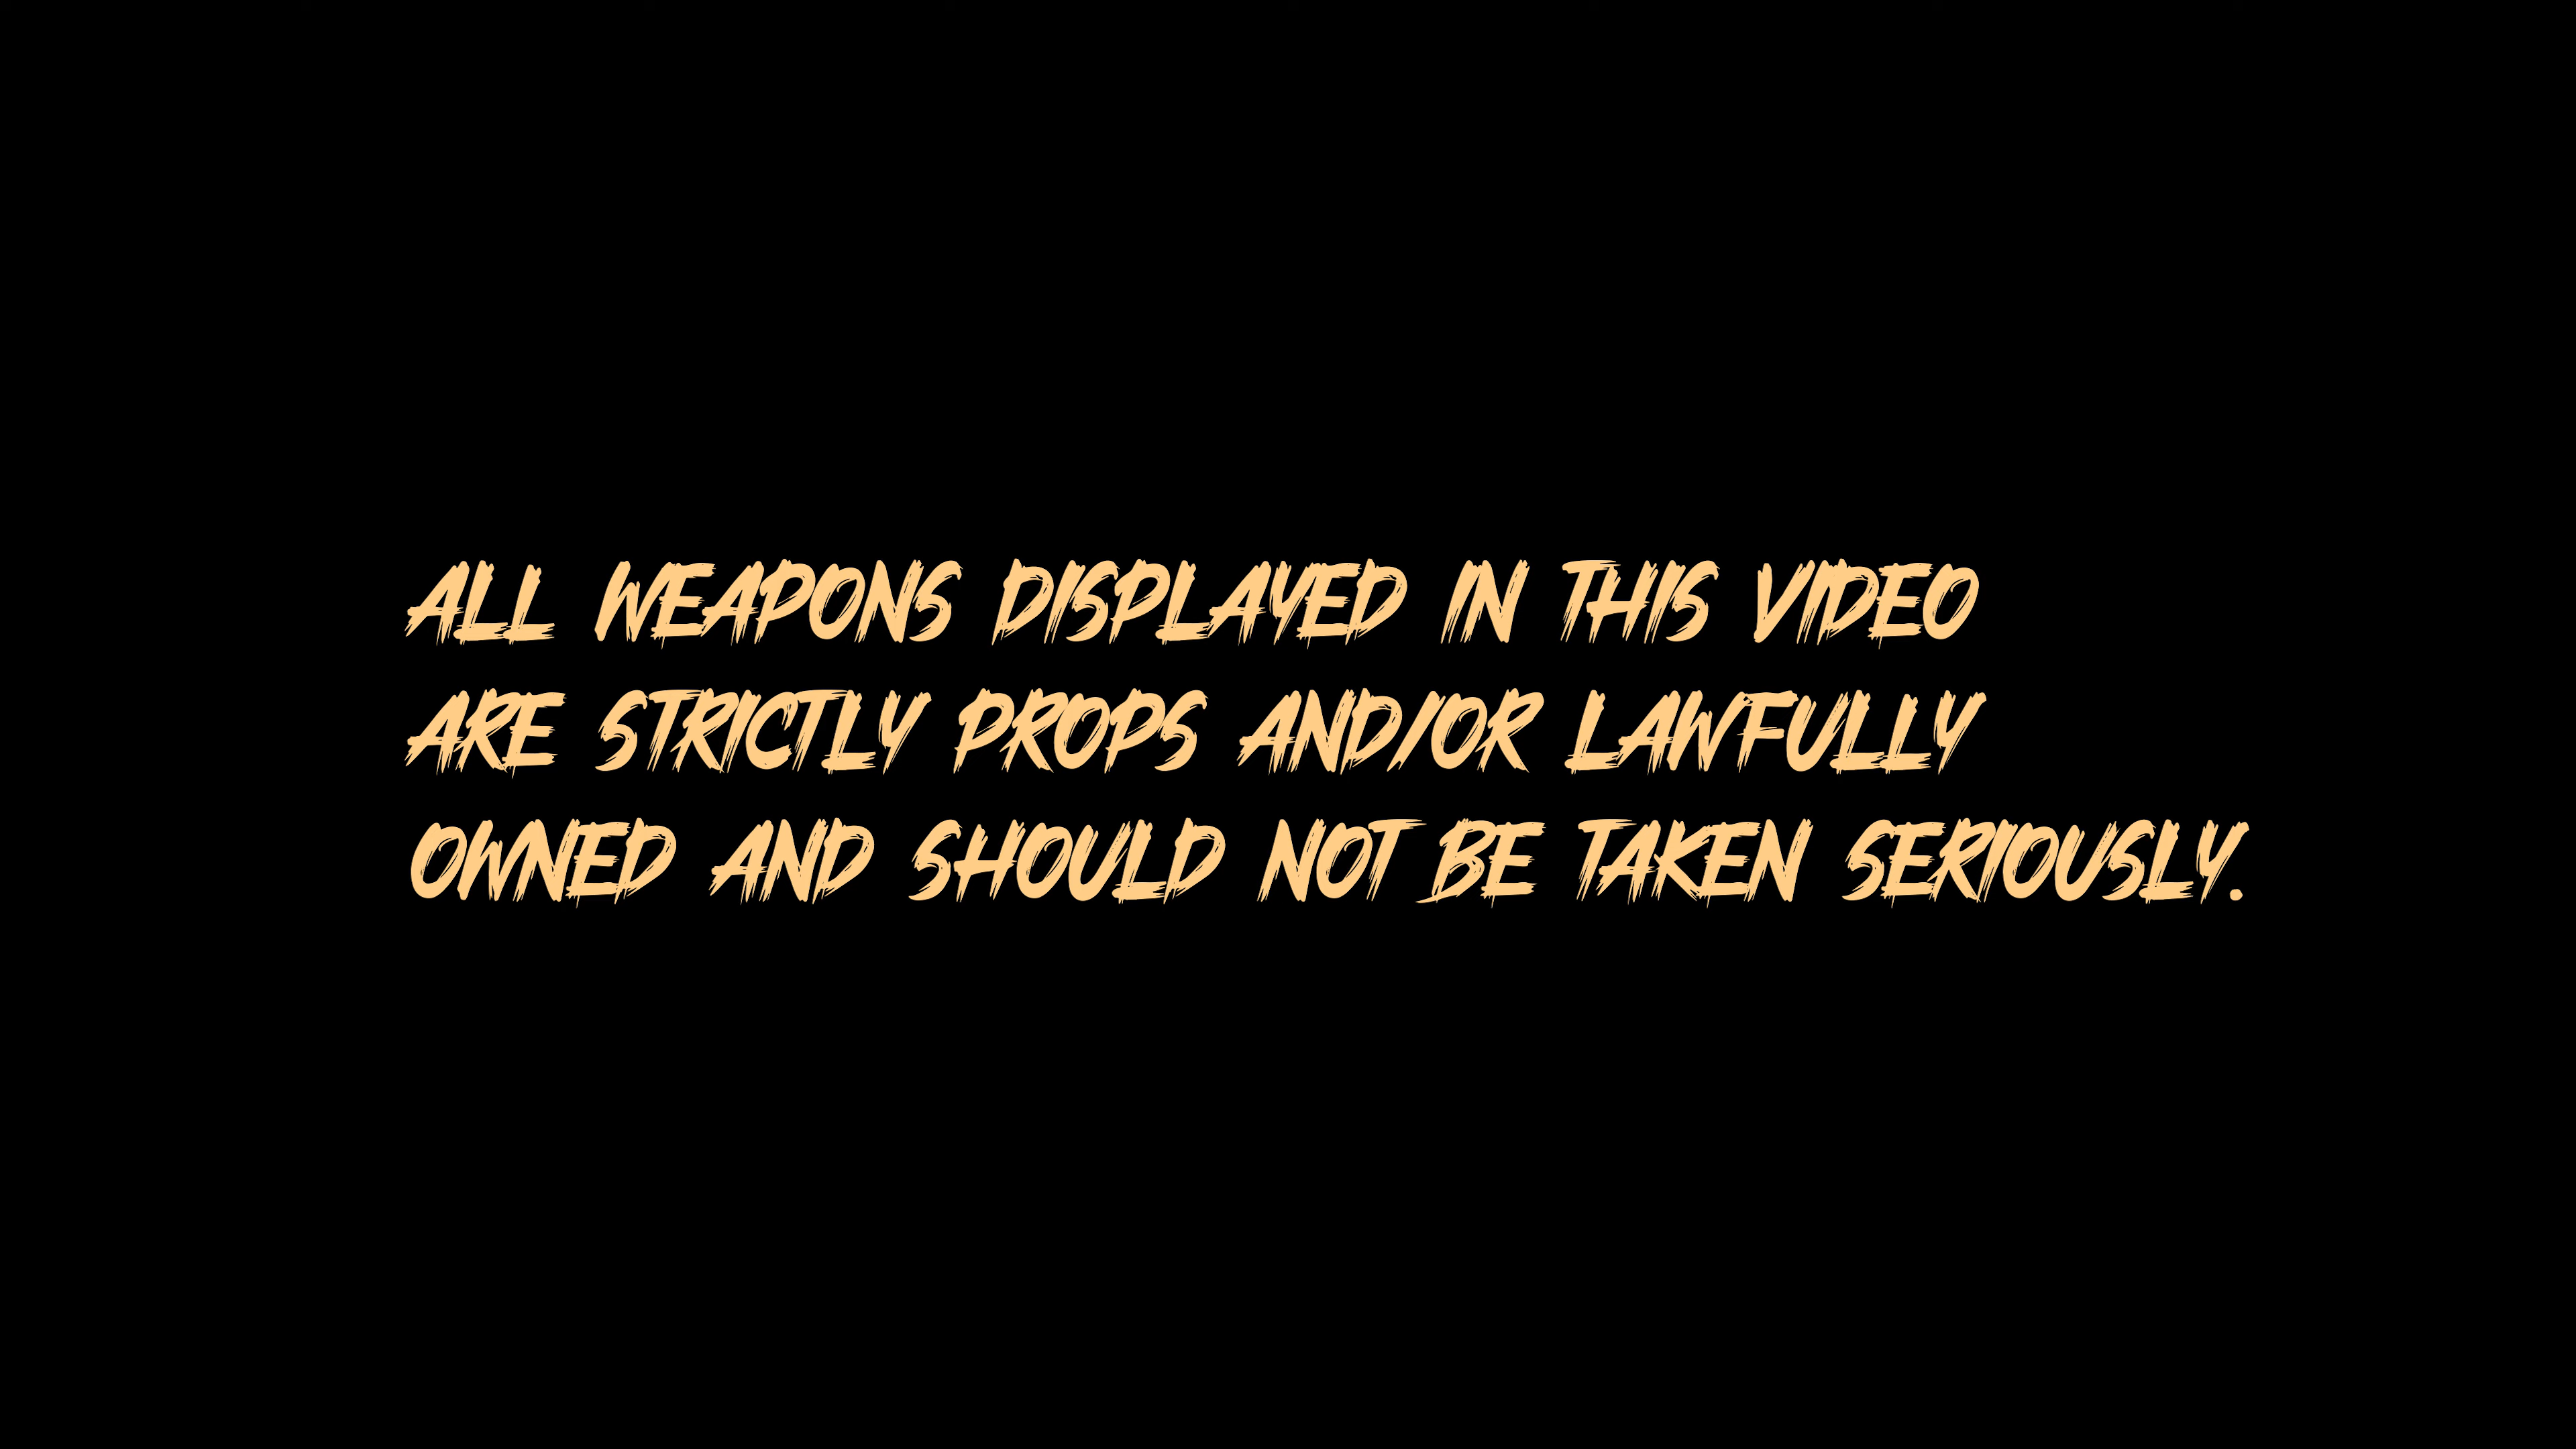 ALL WEAPONS DISPLAYED IN THIS VIDEO
ARE STRICTLY PROPS AND/OR LAWFULLY
OWNED AND SHOULD NOT BE TAKEN SERIOUSLY.